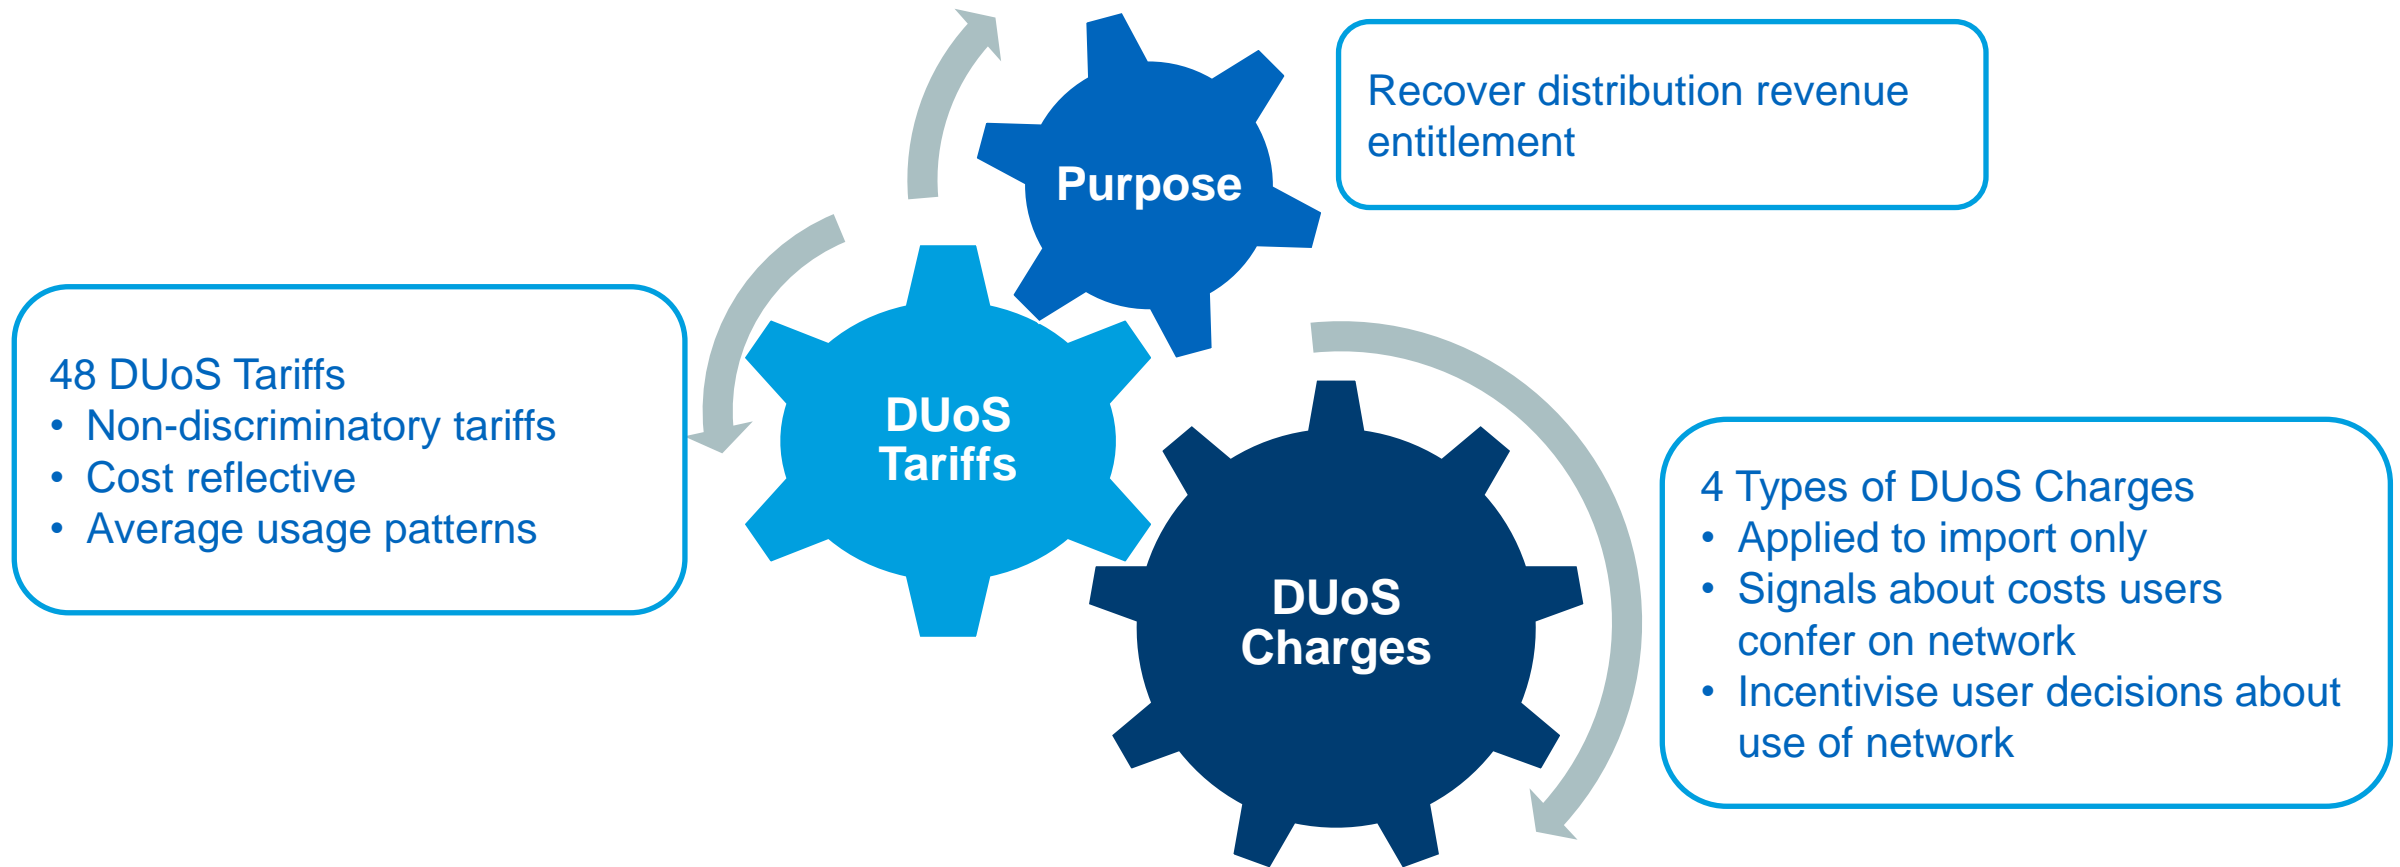 Purpose
Recover distribution revenue
entitlement
48 DUoS Tariffs
• Non-discriminatory tariffs
• Cost reflective
• Average usage patterns
DUoS
Tariffs
DUoS
Charges
4 Types of DUoS Charges
• Applied to import only
• Signals about costs users
confer on network
• Incentivise user decisions about
use of network